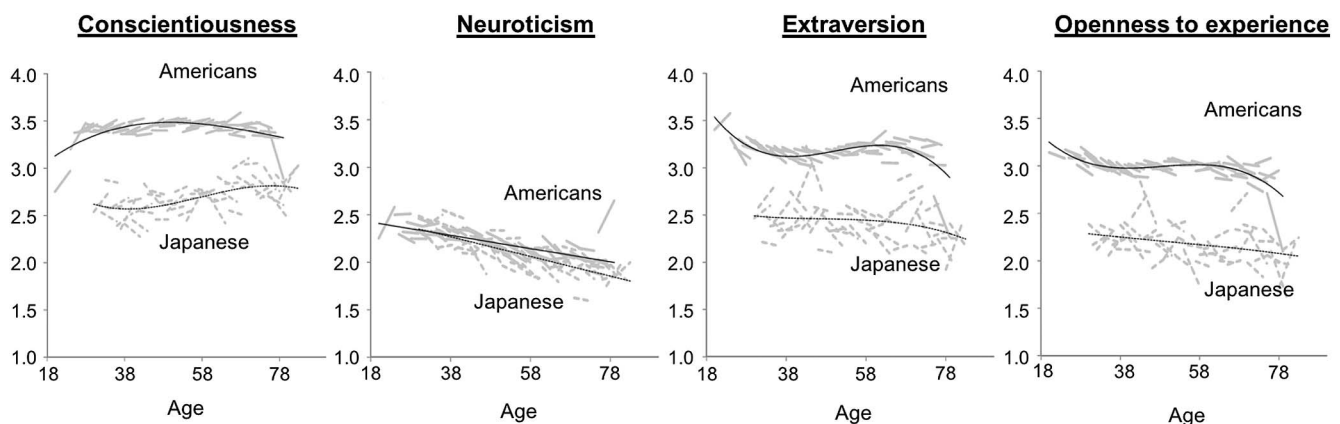 Conscientiousness
Neuroticism
Extraversion
Openness to experience
4.0
3.5
3.0
2.5
2.0
1.5
1.0
18
38
58
78
Americans
Japanese
Age
4.0
3.5
3.0
2.5
2.0
1.5
1.0
18
38
58
78
Americans
Japanese
Age
4.0
3.5
3.0
2.5
2.0
1.5
1.0
18
38
58
78
Americans
Japanese
Age
4.0
3.5
3.0
2.5
2.0
1.5
1.0
18
38
58
78
Americans
Japanese
Age